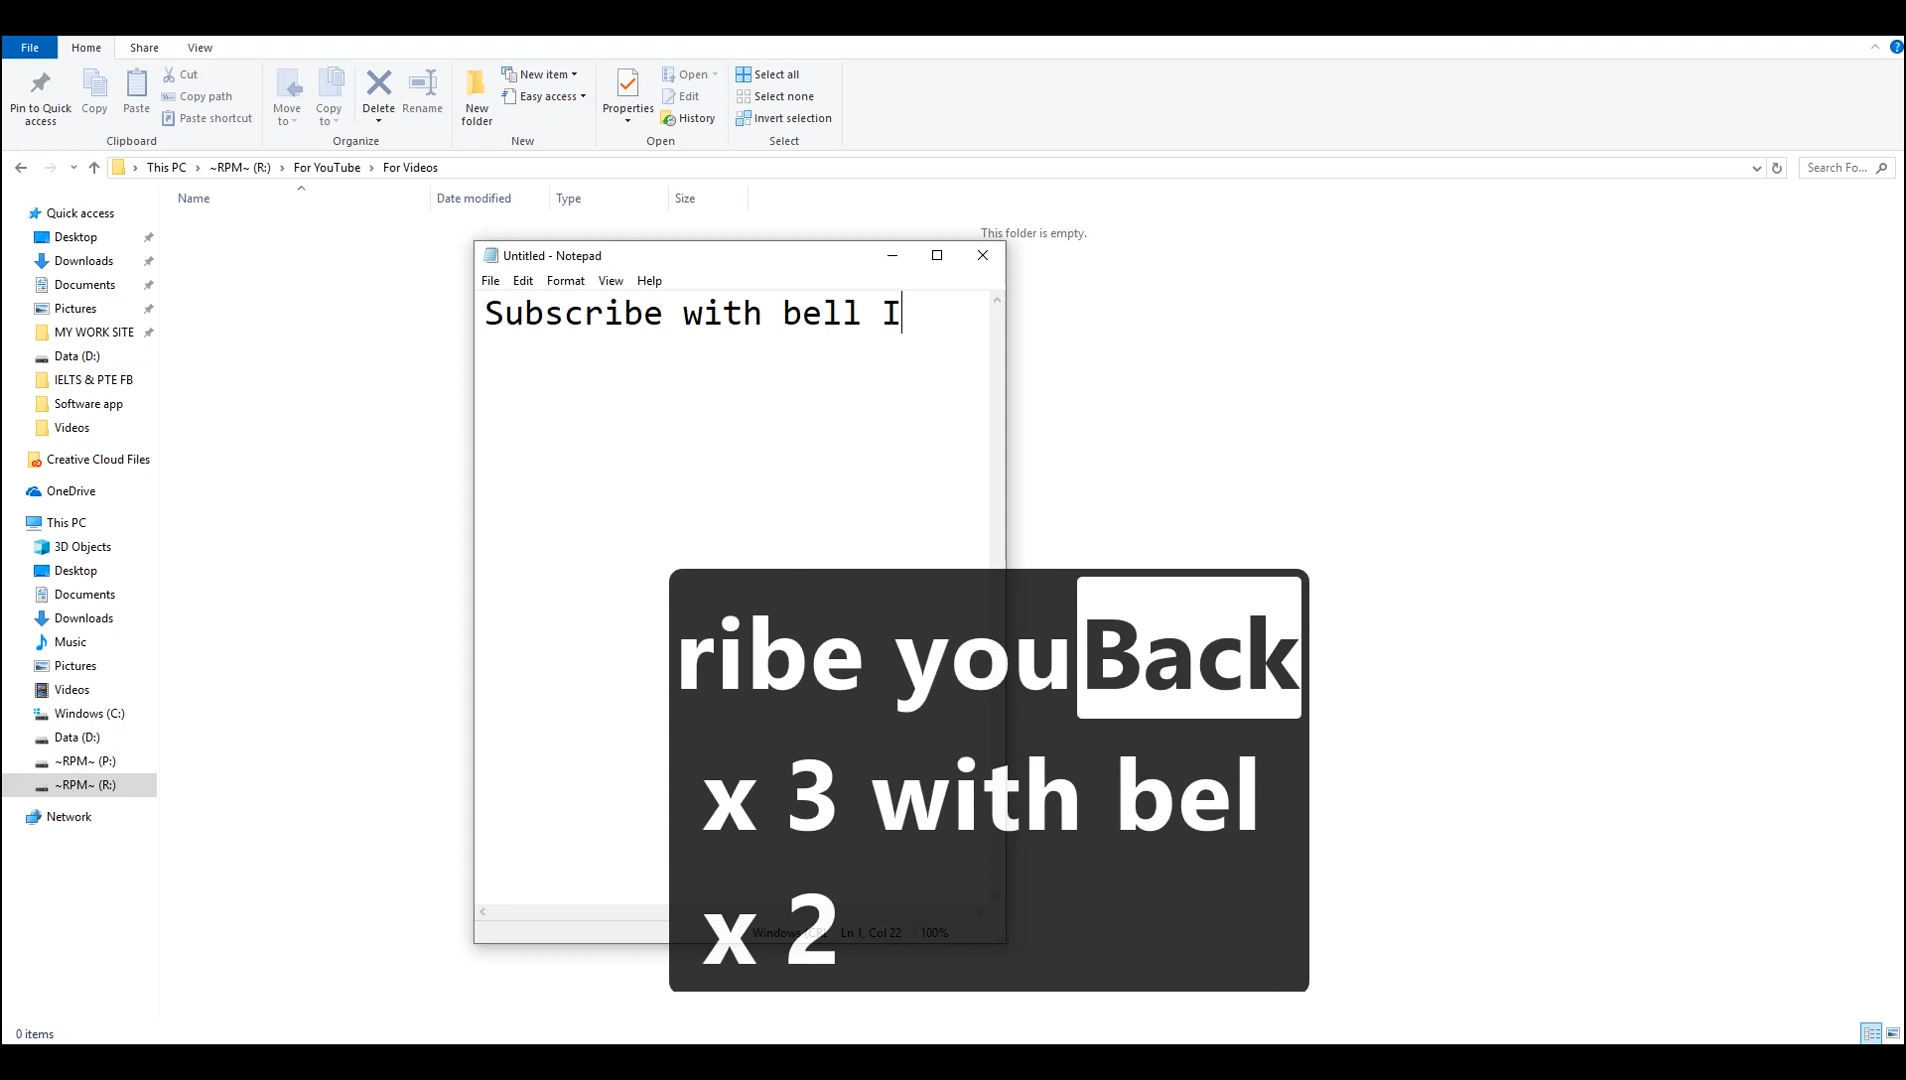 File Home Share View
Pin to Quick access
Copy
Paste
Cut
Copy path
Paste shortcut
Clipboard
Move to
Copy to
Delete
Rename
Organize
New folder
New item
Easy access
New
Properties
Open
Edit
History
Open
Select all
Select none
Invert selection
Select
This PC > ~RPM~ (R:) > For YouTube > For Videos
Search Fo...
Name Date modified Type Size
This folder is empty.
Quick access
Desktop
Downloads
Documents
Pictures
MY WORK SITE
Data (D:)
IELTS & PTE FB
Software app
Videos
Creative Cloud Files
OneDrive
This PC
3D Objects
Desktop
Documents
Downloads
Music
Pictures
Videos
Windows (C:)
Data (D:)
~RPM~ (P:)
~RPM~ (R:)
Network
0 items
Untitled - Notepad
File Edit Format View Help
Subscribe with bell I
ribe youBack
x 3 with bel
x 2
Windows Ln 1, Col 22 100%